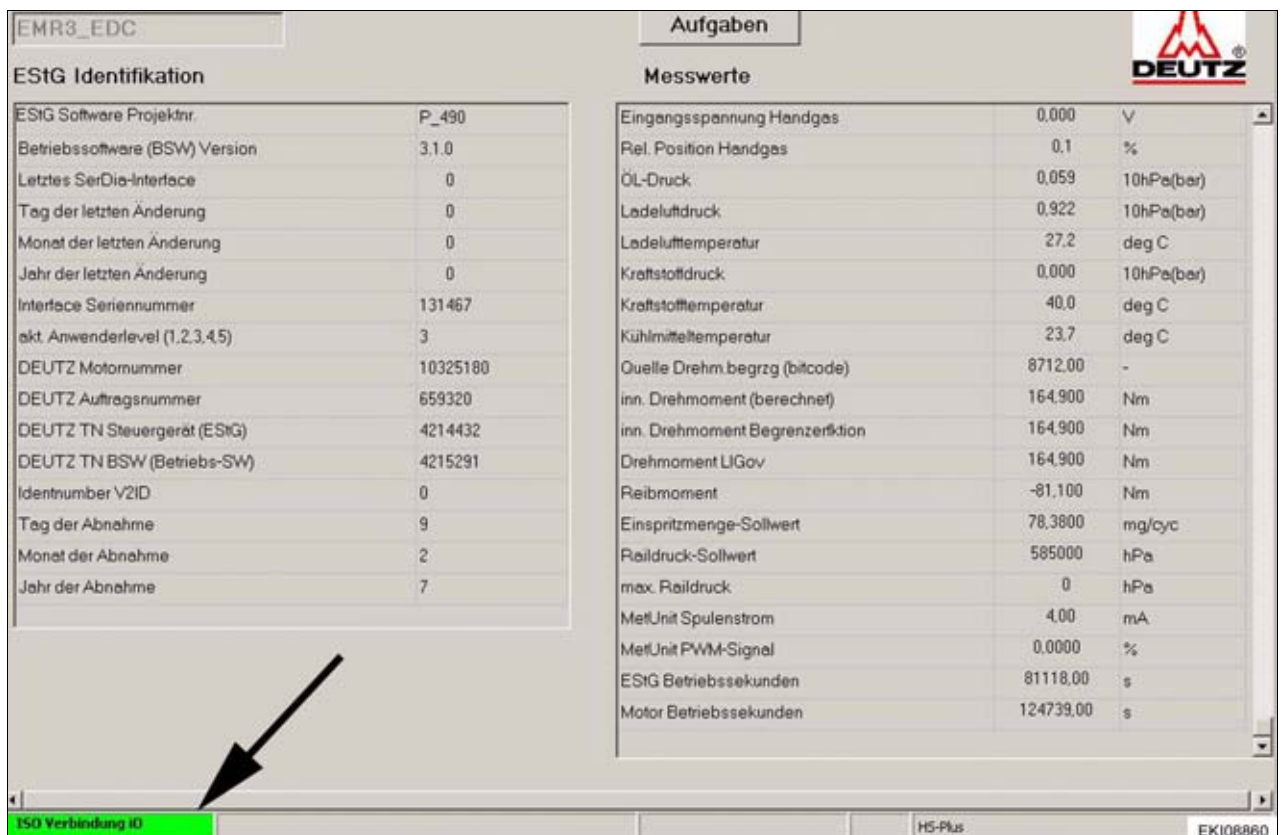 EMR3_EDC
Aufgaben
DEUTZ ®
EStG Identifikation
EStG Software Projektnr. P_490
Betriebssoftware (BSW) Version 3.1.0
Letztes SerDia-Interface 0
Tag der letzten Änderung 0
Monat der letzten Änderung 0
Jahr der letzten Änderung 0
Interface Seriennummer 131467
akt. Anwenderlevel (1,2,3,4,5) 3
DEUTZ Motornummer 10325180
DEUTZ Auftragsnummer 659320
DEUTZ TN Steuergerät (EStG) 4214432
DEUTZ TN BSW (Betriebs-SW) 4215291
Identnumber V2ID 0
Tag der Abnahme 9
Monat der Abnahme 2
Jahr der Abnahme 7
Messwerte
Eingangsspannung Handgas 0,000 V
Rel. Position Handgas 0,1 %
ÖL-Druck 0,059 10hPa(bar)
Ladeluftdruck 0,922 10hPa(bar)
Ladelufttemperatur 27,2 deg C
Kraftstoffdruck 0,000 10hPa(bar)
Kraftstofftemperatur 40,0 deg C
Kühlmitteltemperatur 23,7 deg C
Quelle Drehm.begrzg (bitcode) 8712,00 -
inn. Drehmoment (berechnet) 164,900 Nm
inn. Drehmoment Begrenzerfktion 164,900 Nm
Drehmoment LlGov 164,900 Nm
Reibmoment -81,100 Nm
Einspritzmenge-Sollwert 78,3800 mg/cyc
Raildruck-Sollwert 585000 hPa
max. Raildruck 0 hPa
MetUnit Spulenstrom 4,00 mA
MetUnit PWM-Signal 0,0000 %
EStG Betriebssekunden 81118,00 s
Motor Betriebssekunden 124739,00 s
ISO Verbindung iO
HS-Plus
EKI08860